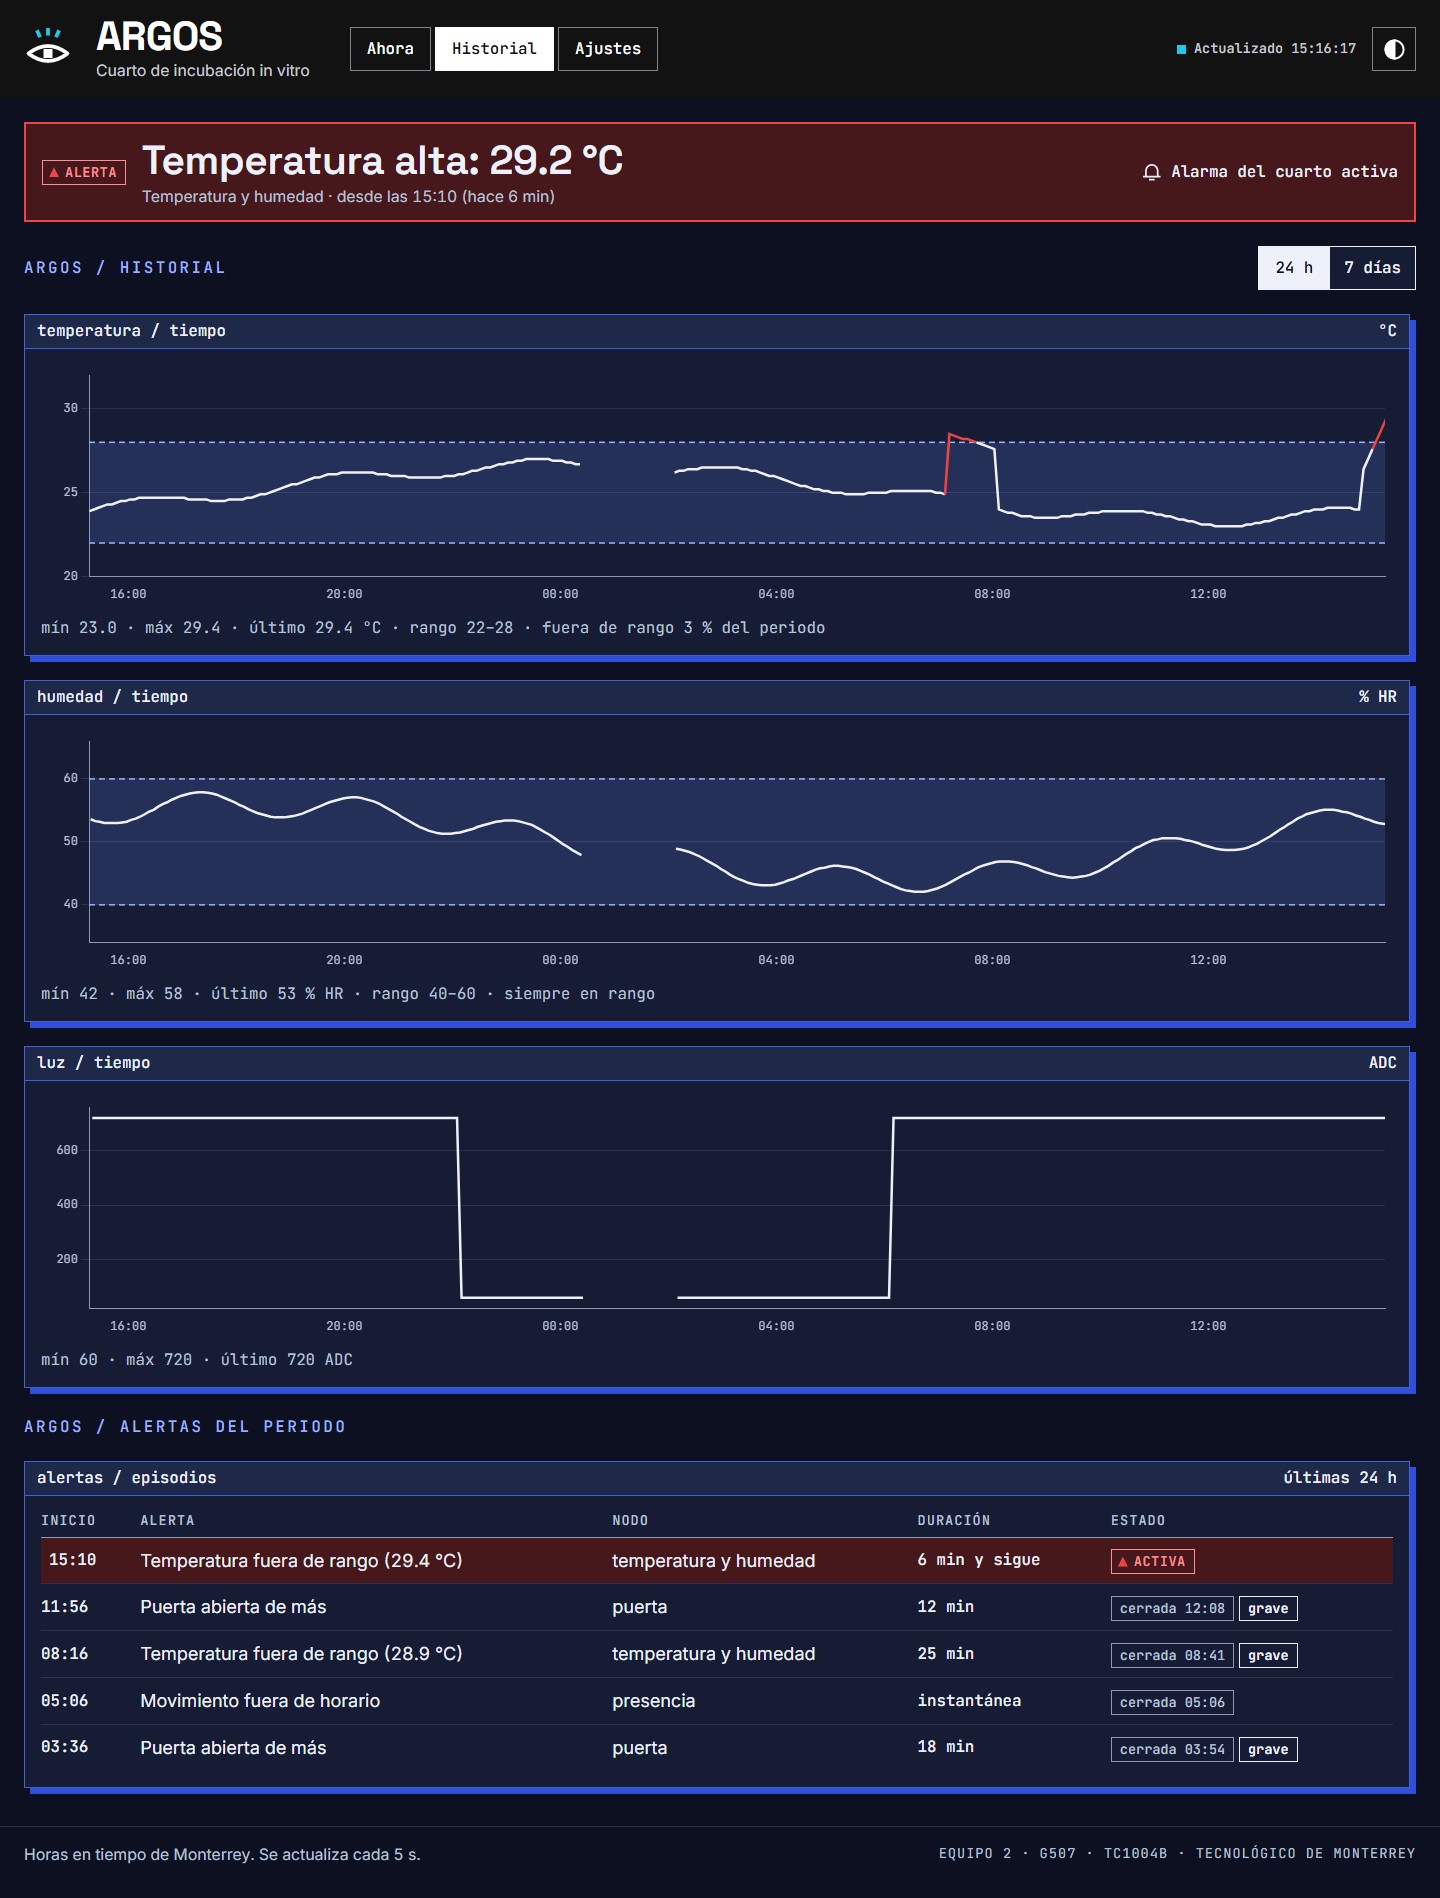 ARGOS
Cuarto de incubación in vitro
Ahora
Historial
Ajustes
Actualizado 15:16:17
▲ ALERTA
Temperatura alta: 29.2 °C
Temperatura y humedad · desde las 15:10 (hace 6 min)
Alarma del cuarto activa
ARGOS / HISTORIAL
24 h
7 días
temperatura / tiempo
°C
30
25
20
16:00
20:00
00:00
04:00
08:00
12:00
mín 23.0 · máx 29.4 · último 29.4 °C · rango 22–28 · fuera de rango 3 % del periodo
humedad / tiempo
% HR
60
50
40
16:00
20:00
00:00
04:00
08:00
12:00
mín 42 · máx 58 · último 53 % HR · rango 40–60 · siempre en rango
luz / tiempo
ADC
600
400
200
16:00
20:00
00:00
04:00
08:00
12:00
mín 60 · máx 720 · último 720 ADC
ARGOS / ALERTAS DEL PERIODO
alertas / episodios
últimas 24 h
INICIO ALERTA NODO DURACIÓN ESTADO
15:10 Temperatura fuera de rango (29.4 °C) temperatura y humedad 6 min y sigue ▲ ACTIVA
11:56 Puerta abierta de más puerta 12 min cerrada 12:08 grave
08:16 Temperatura fuera de rango (28.9 °C) temperatura y humedad 25 min cerrada 08:41 grave
05:06 Movimiento fuera de horario presencia instantánea cerrada 05:06
03:36 Puerta abierta de más puerta 18 min cerrada 03:54 grave
Horas en tiempo de Monterrey. Se actualiza cada 5 s.
EQUIPO 2 · G507 · TC1004B · TECNOLÓGICO DE MONTERREY